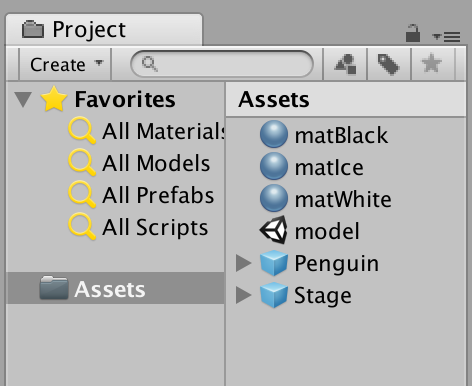 Project
Create
Favorites
All Materials
All Models
All Prefabs
All Scripts
Assets
Assets
matBlack
matIce
matWhite
model
Penguin
Stage